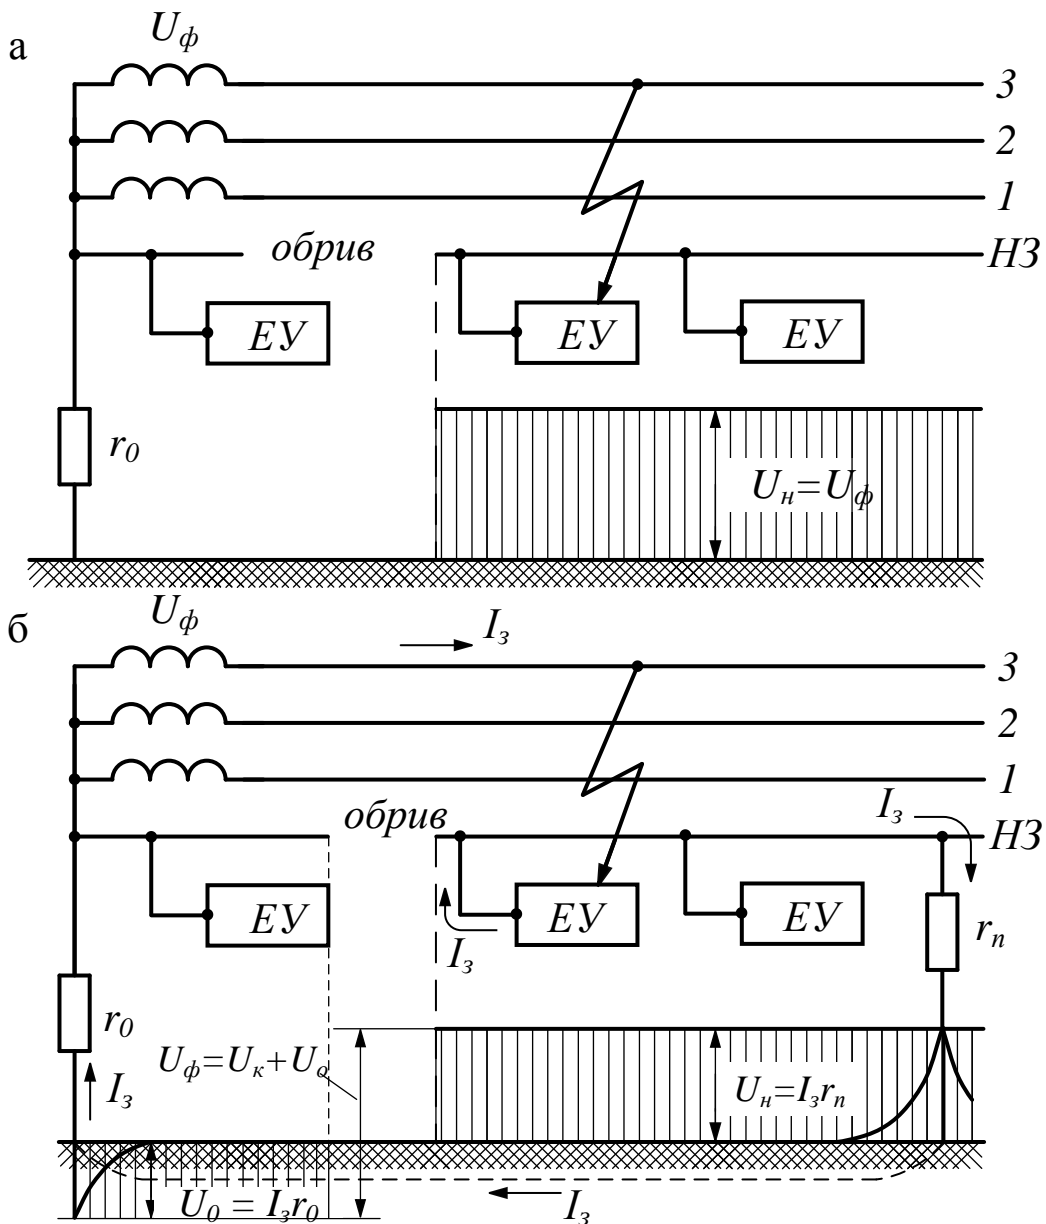 а
Uф
3
2
1
обрив
НЗ
ЕУ ЕУ ЕУ
r0
Uн=Uф
б
Uф
Iз
3
2
1
обрив
Iз
НЗ
ЕУ ЕУ ЕУ
Iз
rп
r0
Uф=Uк+Uо
Iз
Uн=Iзrп
U0 = Iзr0
Iз